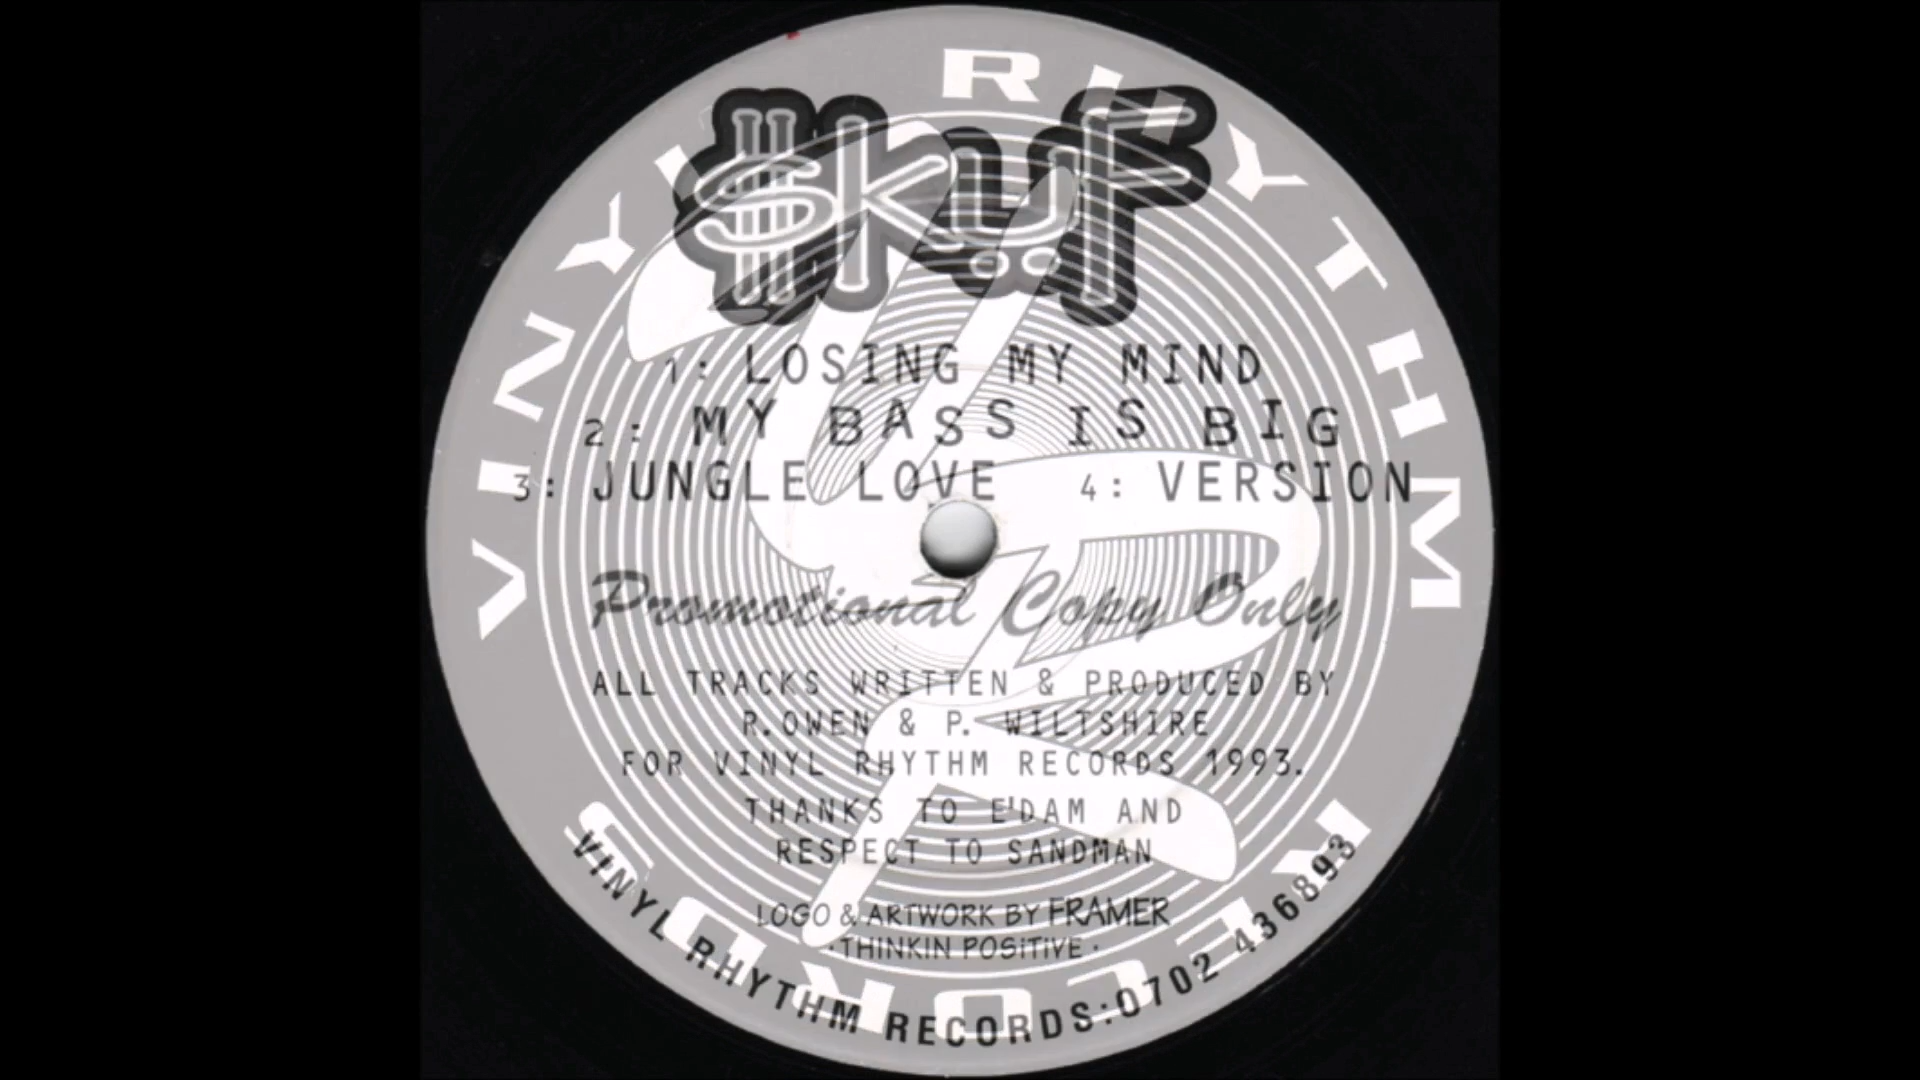 VINYL RHYTHM RECORDS
SKUF
1: LOSING MY MIND
2: MY BASS IS BIG
3: JUNGLE LOVE 4: VERSION
Promotional Copy Only
ALL TRACKS WRITTEN & PRODUCED BY
R.OWEN & P. WILTSHIRE
FOR VINYL RHYTHM RECORDS 1993.
THANKS TO E'DAM AND
RESPECT TO SANDMAN
LOGO & ARTWORK BY FRAMER
·THINKIN POSITIVE·
VINYL RHYTHM RECORDS:0702 436893